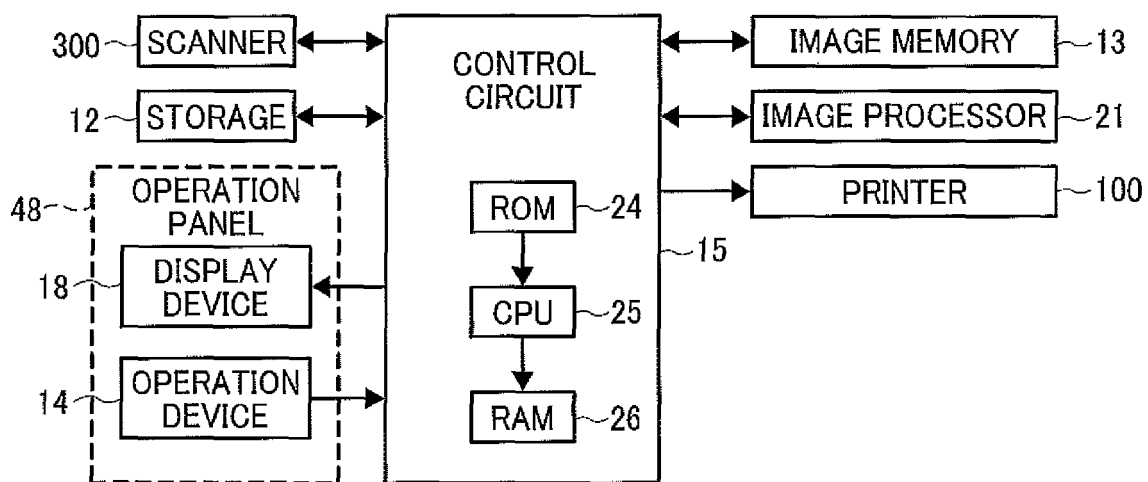 300 SCANNER
12 STORAGE
48 OPERATION
PANEL
18 DISPLAY
DEVICE
14 OPERATION
DEVICE
CONTROL
CIRCUIT
ROM 24
CPU 25
RAM 26
15
IMAGE MEMORY 13
IMAGE PROCESSOR 21
PRINTER 100